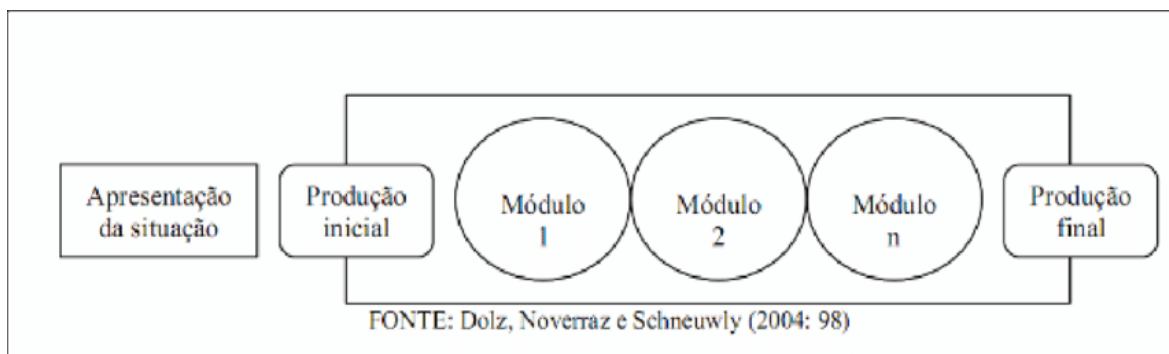 Apresentação
da situação
Produção
inicial
Módulo
1
Módulo
2
Módulo
n
Produção
final
FONTE: Dolz, Noverraz e Schneuwly (2004: 98)